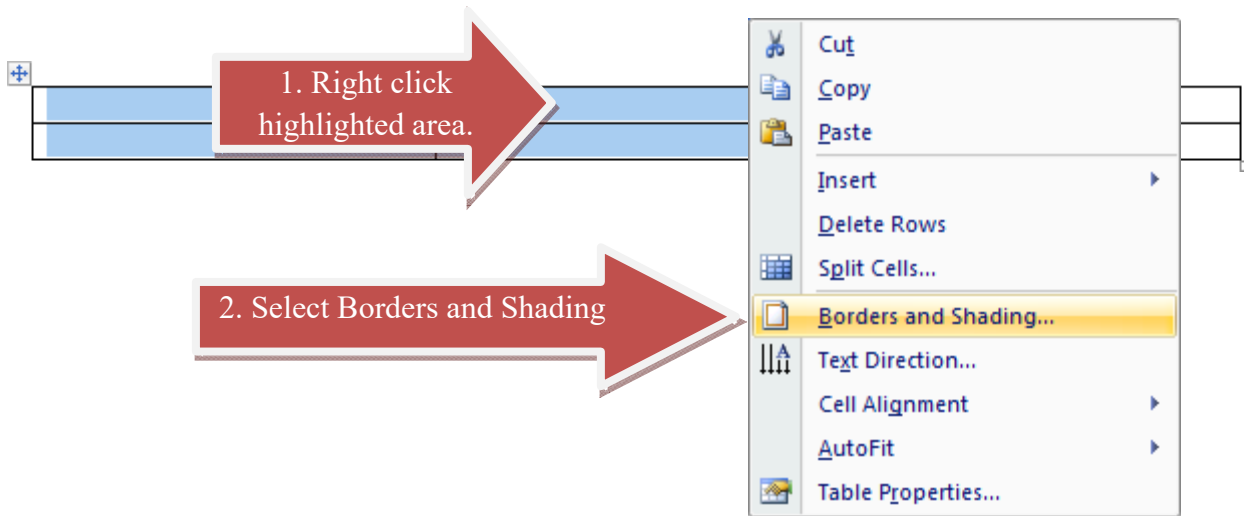 1. Right click
highlighted area.
2. Select Borders and Shading
Cut
Copy
Paste
Insert
Delete Rows
Split Cells...
Borders and Shading...
Text Direction...
Cell Alignment
AutoFit
Table Properties...